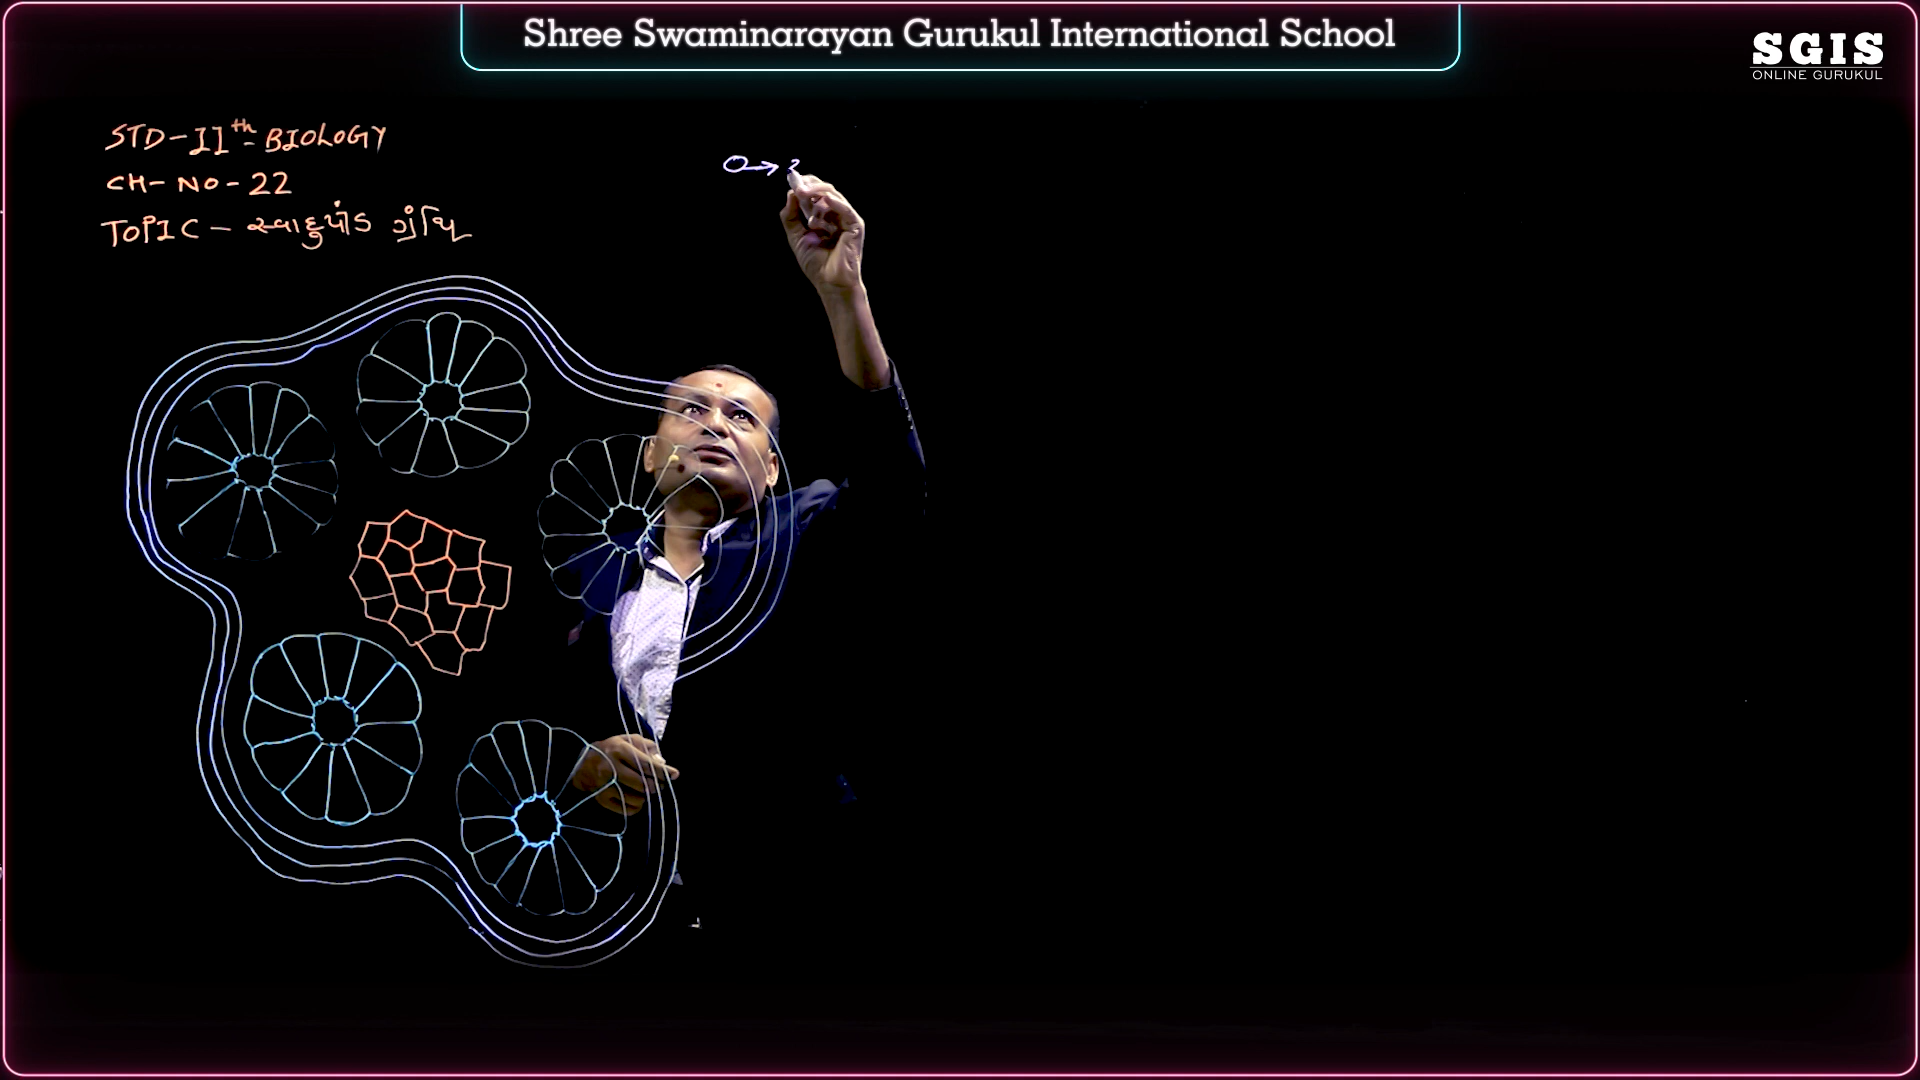 Shree Swaminarayan Gurukul International School
SGIS
ONLINE GURUKUL
STD-11th - BIOLOGY
CH-NO-22
TOPIC - સ્વાદુપીંડ ગ્રંથિ